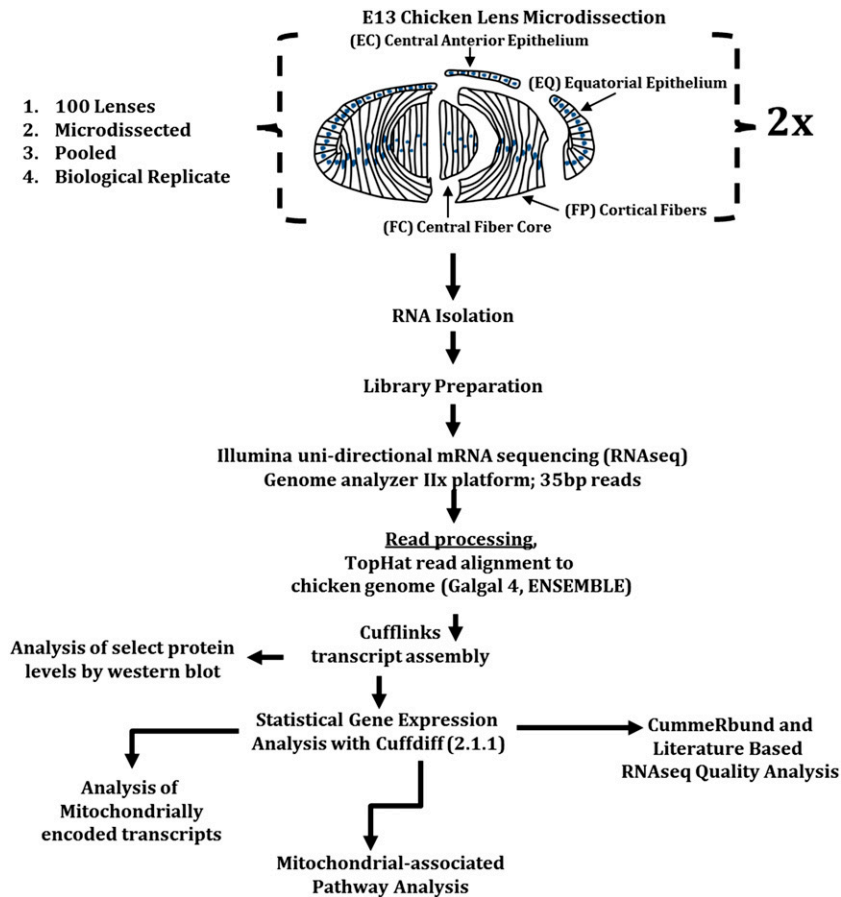 E13 Chicken Lens Microdissection
(EC) Central Anterior Epithelium
(EQ) Equatorial Epithelium
1. 100 Lenses
2. Microdissected
3. Pooled
4. Biological Replicate
2x
(FP) Cortical Fibers
(FC) Central Fiber Core
RNA Isolation
Library Preparation
Illumina uni-directional mRNA sequencing (RNAseq)
Genome analyzer IIx platform; 35bp reads
Read processing,
TopHat read alignment to
chicken genome (Galgal 4, ENSEMBLE)
Cufflinks
transcript assembly
Analysis of select protein
levels by western blot
Statistical Gene Expression
Analysis with Cuffdiff (2.1.1)
CummeRbund and
Literature Based
RNAseq Quality Analysis
Analysis of
Mitochondrially
encoded transcripts
Mitochondrial-associated
Pathway Analysis